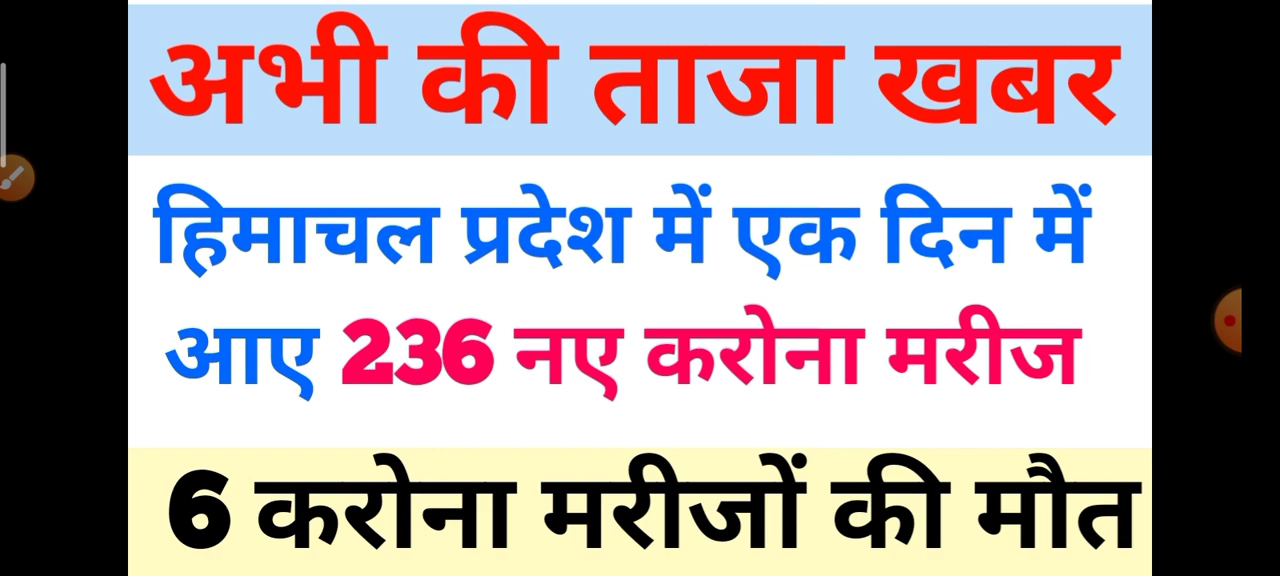 अभी की ताजा खबर
हिमाचल प्रदेश में एक दिन में
आए 236 नए करोना मरीज
6 करोना मरीजों की मौत